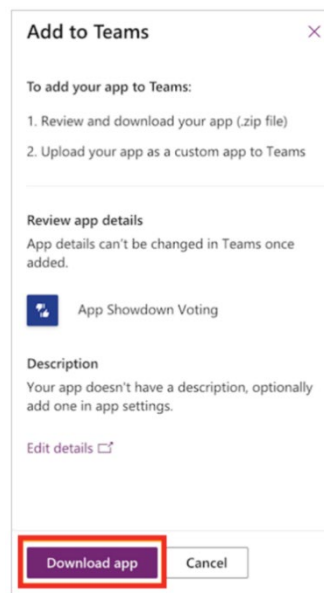 Add to Teams
To add your app to Teams:
1. Review and download your app (.zip file)
2. Upload your app as a custom app to Teams
Review app details
App details can't be changed in Teams once
added.
App Showdown Voting
Description
Your app doesn't have a description, optionally
add one in app settings.
Edit details
Download app
Cancel